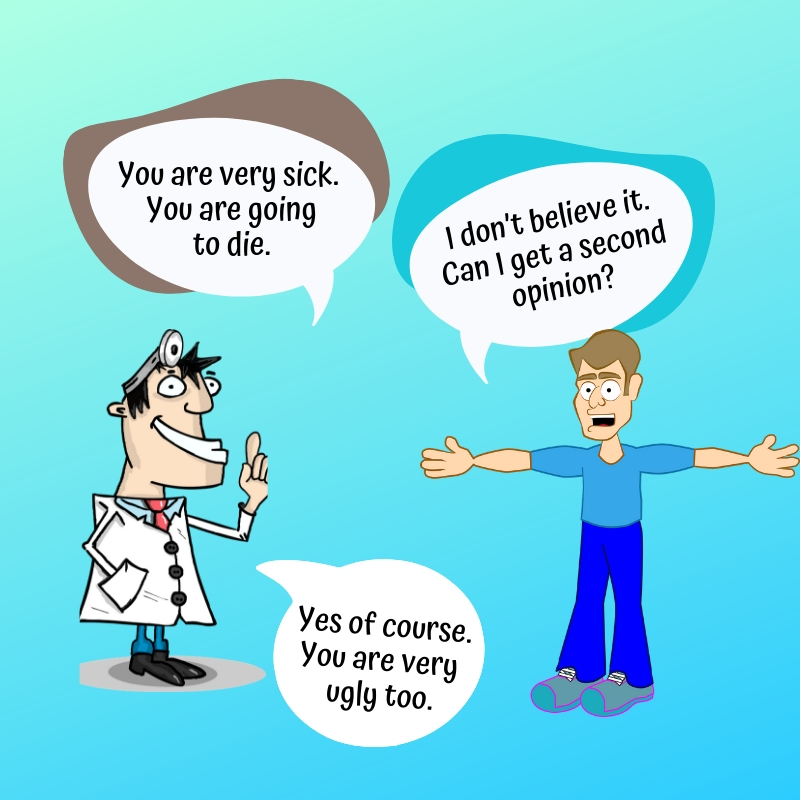 You are very sick.
You are going
to die.
I don't believe it.
Can I get a second
opinion?
Yes of course.
You are very
ugly too.